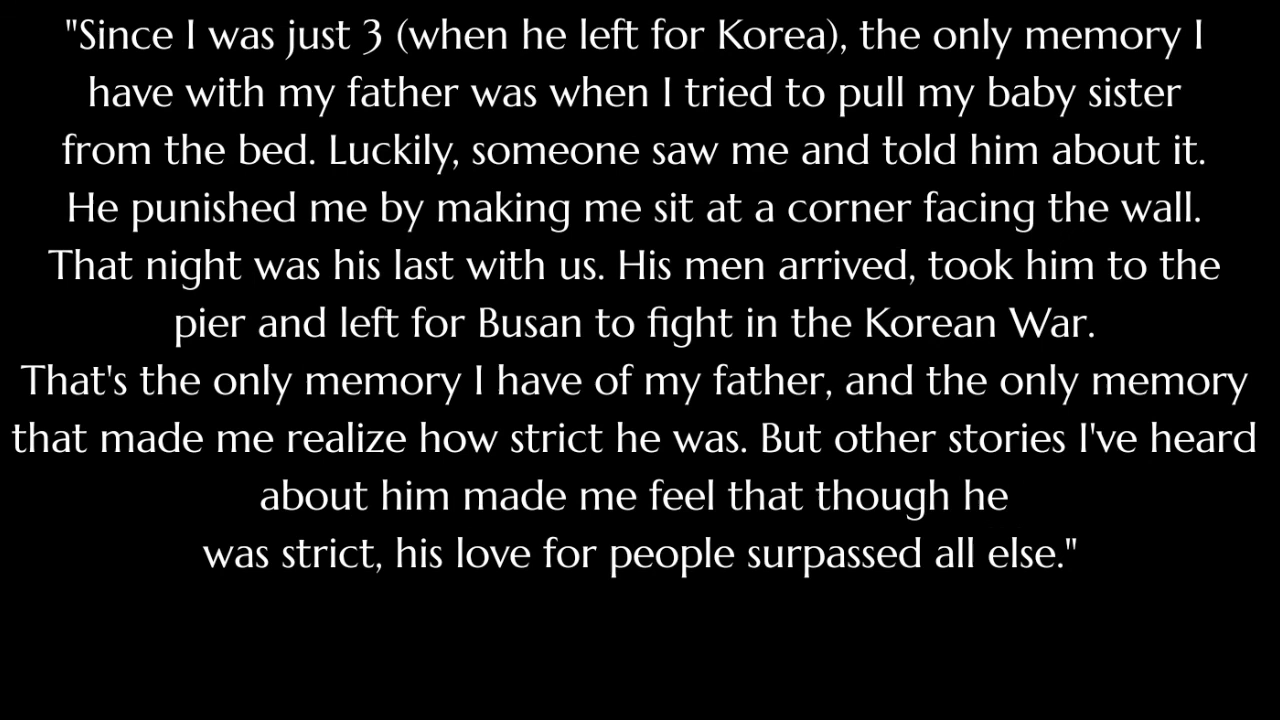 "Since I was just 3 (when he left for Korea), the only memory I
have with my father was when I tried to pull my baby sister
from the bed. Luckily, someone saw me and told him about it.
He punished me by making me sit at a corner facing the wall.
That night was his last with us. His men arrived, took him to the
pier and left for Busan to fight in the Korean War.
That's the only memory I have of my father, and the only memory
that made me realize how strict he was. But other stories I've heard
about him made me feel that though he
was strict, his love for people surpassed all else."